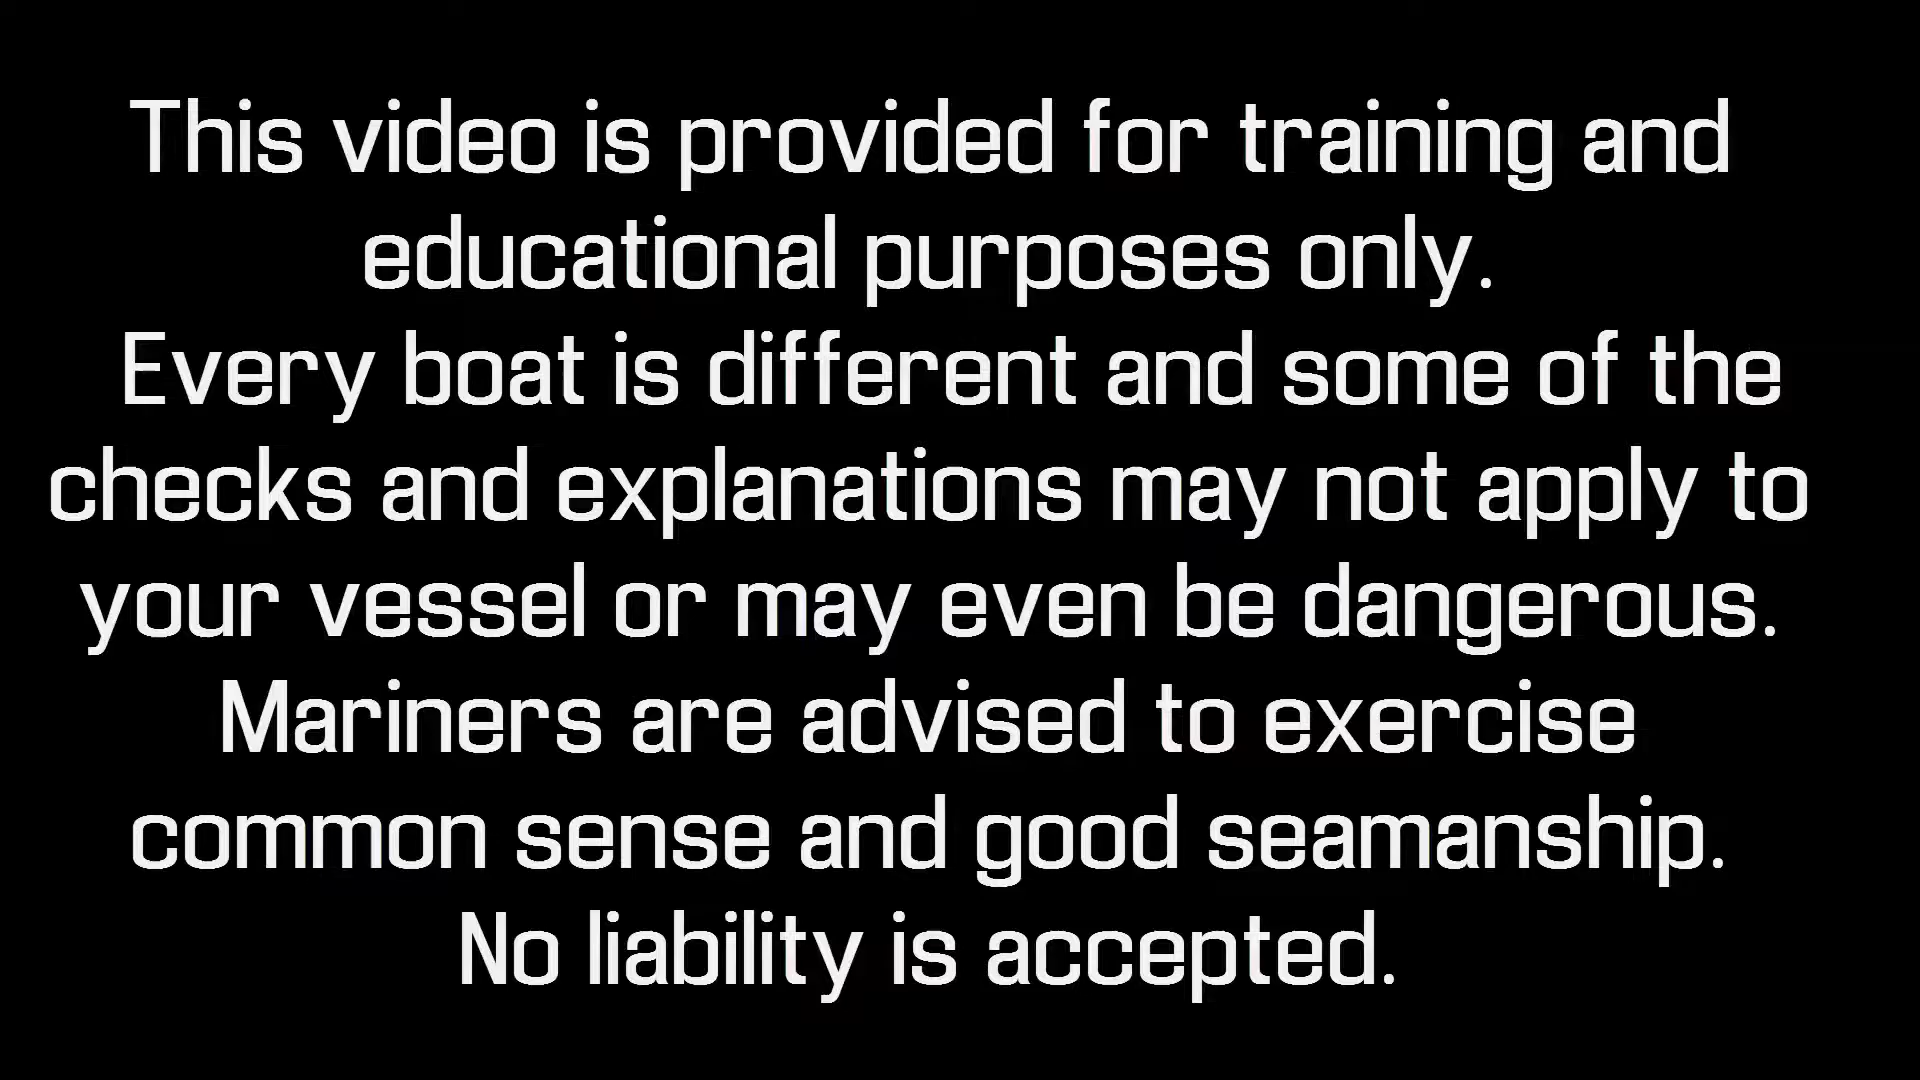 This video is provided for training and
educational purposes only.
Every boat is different and some of the
checks and explanations may not apply to
your vessel or may even be dangerous.
Mariners are advised to exercise
common sense and good seamanship.
No liability is accepted.